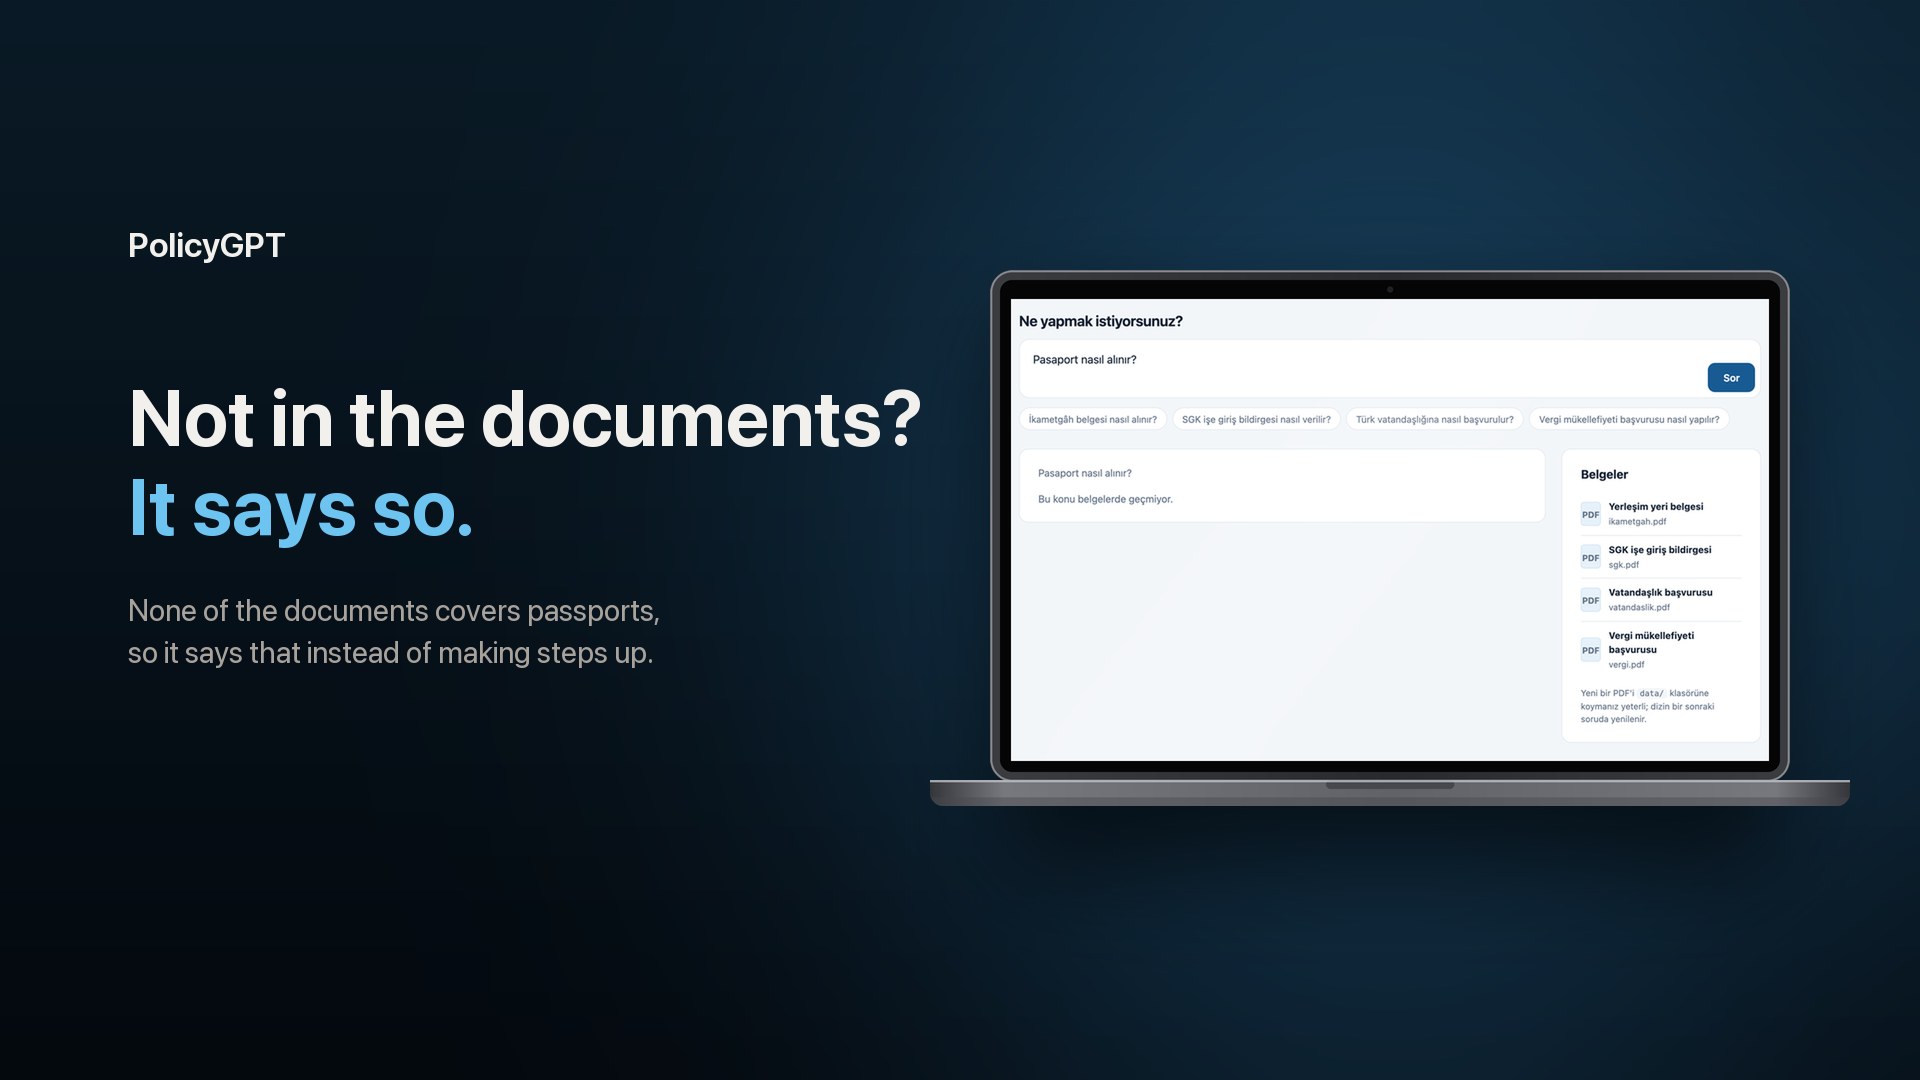 PolicyGPT
Not in the documents?
It says so.
None of the documents covers passports,
so it says that instead of making steps up.
Ne yapmak istiyorsunuz?
Pasaport nasıl alınır?
Sor
İkametgâh belgesi nasıl alınır?
SGK işe giriş bildirgesi nasıl verilir?
Türk vatandaşlığına nasıl başvurulur?
Vergi mükellefiyeti başvurusu nasıl yapılır?
Pasaport nasıl alınır?
Bu konu belgelerde geçmiyor.
Belgeler
PDF
Yerleşim yeri belgesi
ikametgah.pdf
PDF
SGK işe giriş bildirgesi
sgk.pdf
PDF
Vatandaşlık başvurusu
vatandaslik.pdf
PDF
Vergi mükellefiyeti
başvurusu
vergi.pdf
Yeni bir PDF'i data/ klasörüne
koymanız yeterli; dizin bir sonraki
soruda yenilenir.